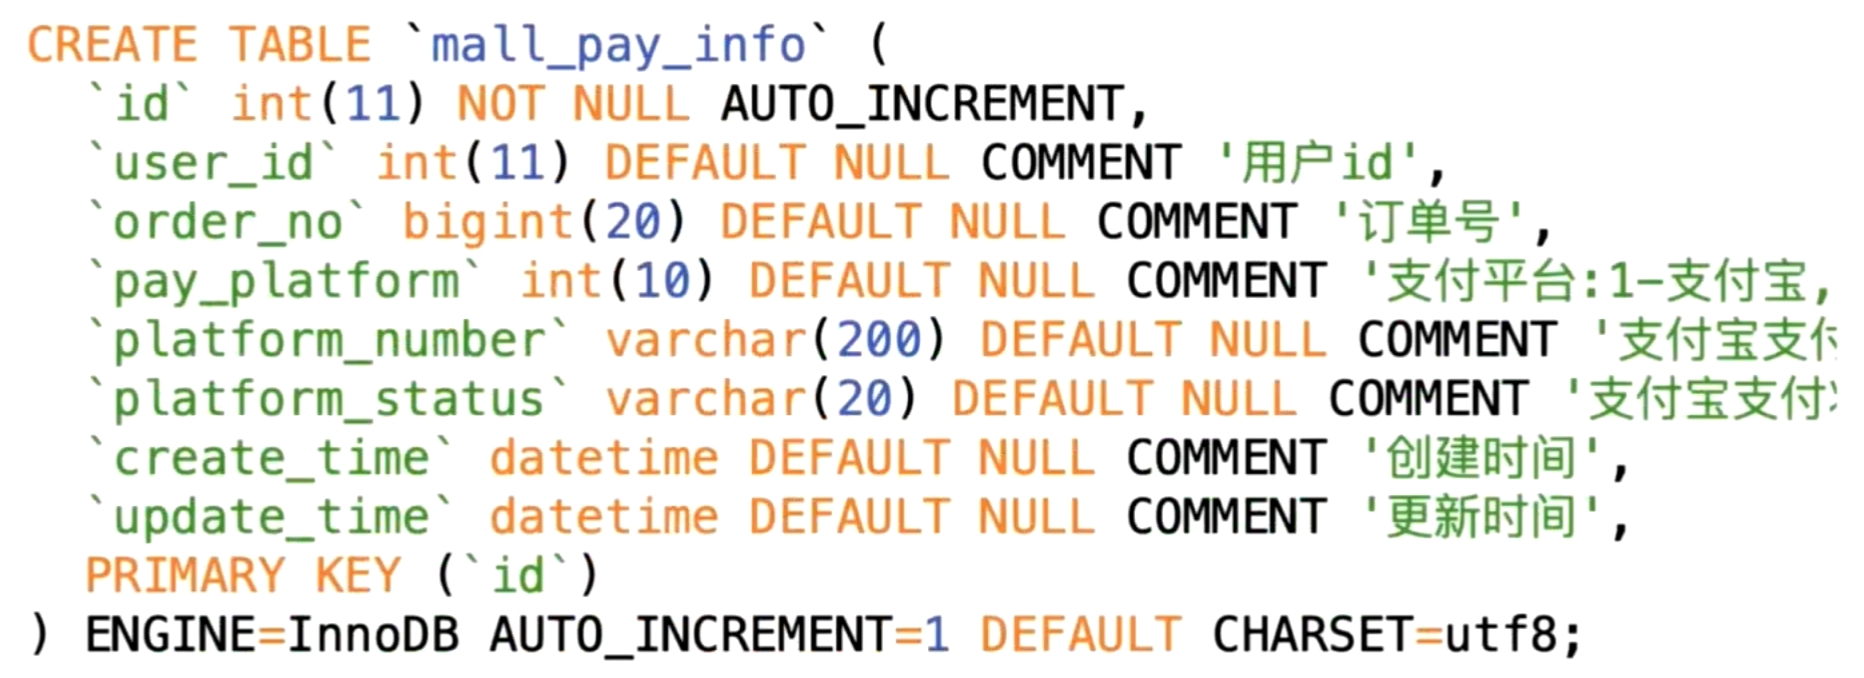 CREATE TABLE `mall_pay_info` (
`id` int(11) NOT NULL AUTO_INCREMENT,
`user_id` int(11) DEFAULT NULL COMMENT '用户id',
`order_no` bigint(20) DEFAULT NULL COMMENT '订单号',
`pay_platform` int(10) DEFAULT NULL COMMENT '支付平台:1-支付宝,
`platform_number` varchar(200) DEFAULT NULL COMMENT '支付宝支付
`platform_status` varchar(20) DEFAULT NULL COMMENT '支付宝支付
`create_time` datetime DEFAULT NULL COMMENT '创建时间',
`update_time` datetime DEFAULT NULL COMMENT '更新时间',
PRIMARY KEY (`id`)
) ENGINE=InnoDB AUTO_INCREMENT=1 DEFAULT CHARSET=utf8;